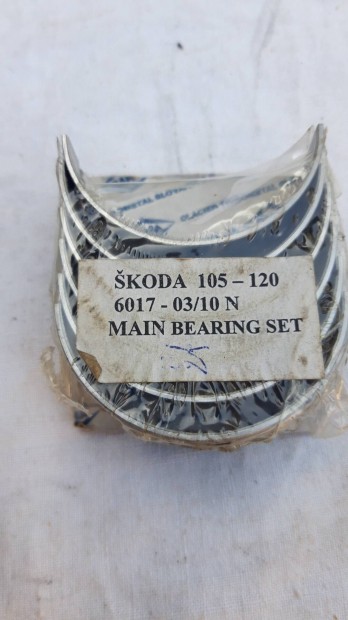 ŠKODA 105 – 120
6017 - 03/10 N
MAIN BEARING SET